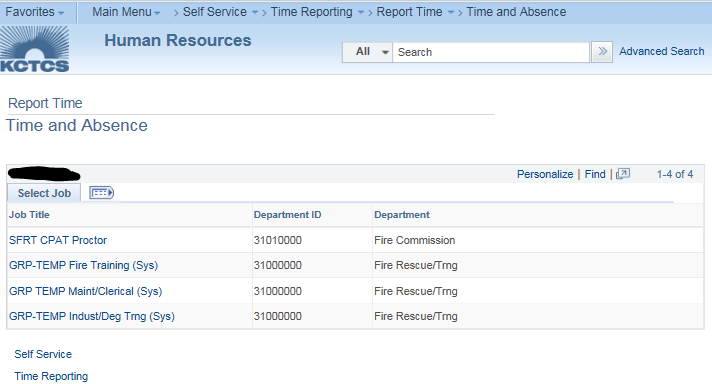 Favorites Main Menu > Self Service > Time Reporting > Report Time > Time and Absence
KCTCS
Human Resources
All Search » Advanced Search
Report Time
Time and Absence
Personalize | Find | 1-4 of 4
Select Job
Job Title Department ID Department
SFRT CPAT Proctor 31010000 Fire Commission
GRP-TEMP Fire Training (Sys) 31000000 Fire Rescue/Trng
GRP TEMP Maint/Clerical (Sys) 31000000 Fire Rescue/Trng
GRP-TEMP Indust/Deg Trng (Sys) 31000000 Fire Rescue/Trng
Self Service
Time Reporting